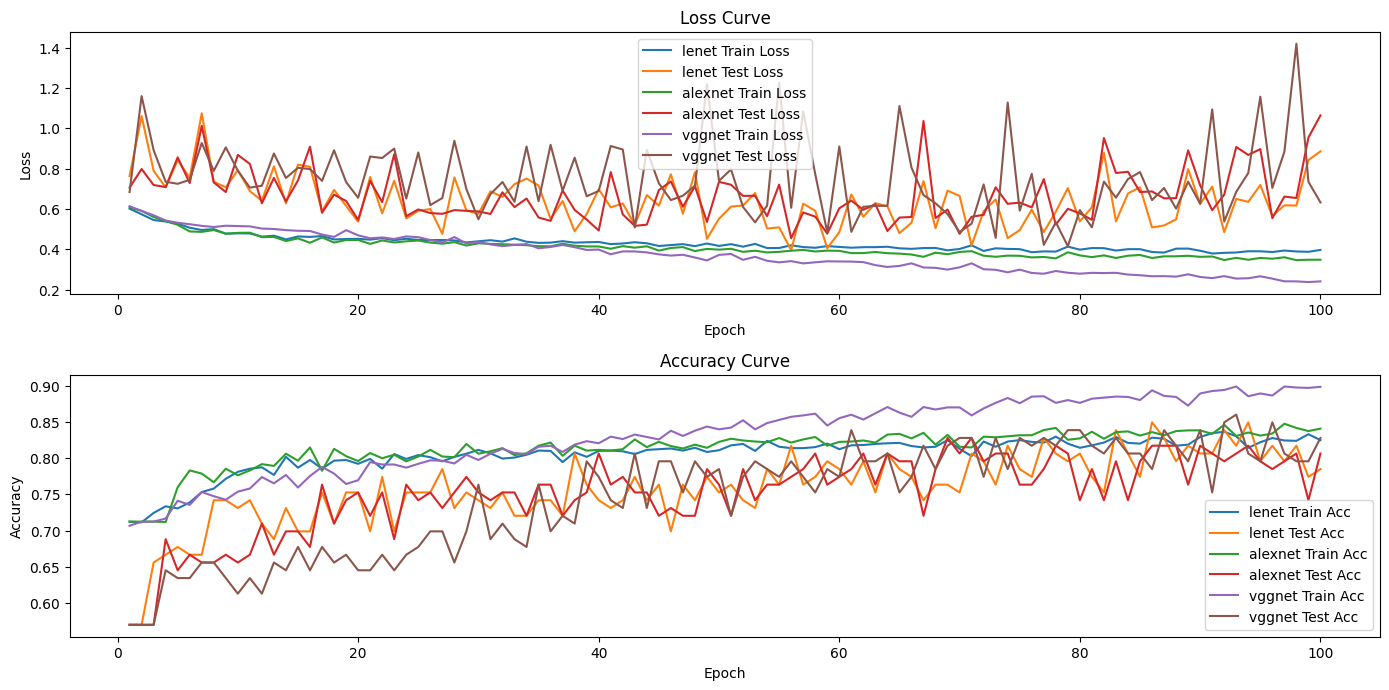 Loss Curve
1.4
1.2
1.0
0.8
0.6
0.4
0.2
Loss
lenet Train Loss
lenet Test Loss
alexnet Train Loss
alexnet Test Loss
vggnet Train Loss
vggnet Test Loss
0 20 40 60 80 100
Epoch
Accuracy Curve
0.90
0.85
0.80
0.75
0.70
0.65
0.60
Accuracy
lenet Train Acc
lenet Test Acc
alexnet Train Acc
alexnet Test Acc
vggnet Train Acc
vggnet Test Acc
0 20 40 60 80 100
Epoch